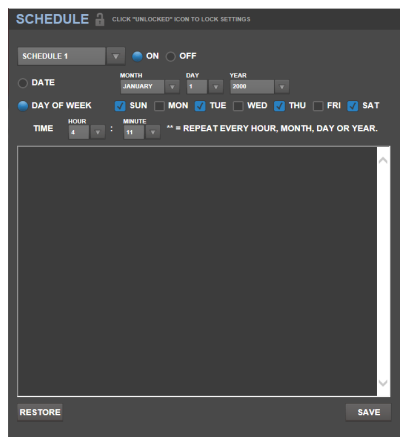 SCHEDULE CLICK "UNLOCKED" ICON TO LOCK SETTINGS
SCHEDULE 1 ON OFF
MONTH DAY YEAR
DATE JANUARY 1 2000
DAY OF WEEK SUN MON TUE WED THU FRI SAT
HOUR MINUTE
TIME 4 : 11 ** = REPEAT EVERY HOUR, MONTH, DAY OR YEAR.
RESTORE SAVE